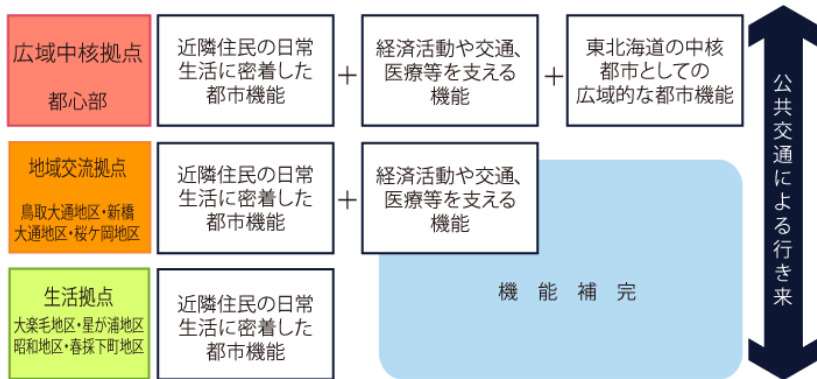 広域中核拠点
都心部
近隣住民の日常
生活に密着した
都市機能
+
経済活動や交通、
医療等を支える
機能
+
東北海道の中核
都市としての
広域的な都市機能
地域交流拠点
鳥取大通地区・新橋
大通地区・桜ケ岡地区
近隣住民の日常
生活に密着した
都市機能
+
経済活動や交通、
医療等を支える
機能
生活拠点
大楽毛地区・星が浦地区
昭和地区・春採下町地区
近隣住民の日常
生活に密着した
都市機能
機能補完
公共交通による行き来